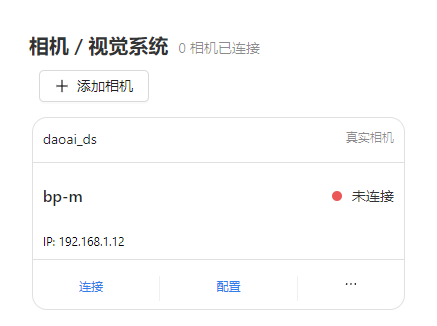 相机 / 视觉系统 0 相机已连接
+ 添加相机
daoai_ds 真实相机
bp-m 未连接
IP: 192.168.1.12
连接 配置 ...